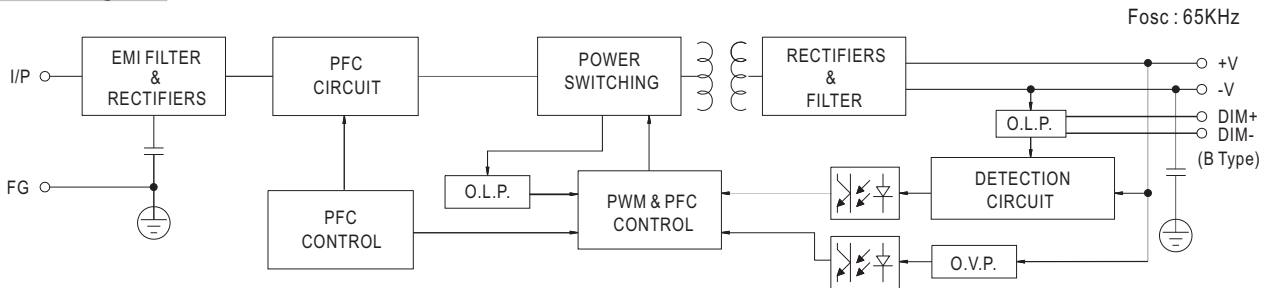 Fosc : 65KHz
I/P
EMI FILTER
&
RECTIFIERS
PFC
CIRCUIT
POWER
SWITCHING
RECTIFIERS
&
FILTER
+V
-V
O.L.P.
DIM+
DIM-
(B Type)
FG
PFC
CONTROL
O.L.P.
PWM & PFC
CONTROL
DETECTION
CIRCUIT
O.V.P.